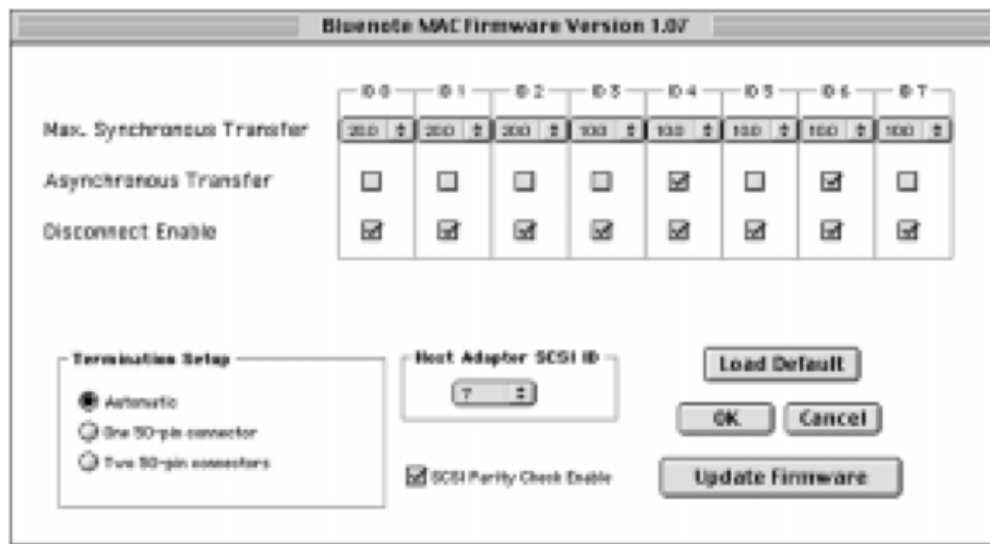 Bluenote MAC Firmware Version 1.07
ID 0 ID 1 ID 2 ID 3 ID 4 ID 5 ID 6 ID 7
Max. Synchronous Transfer 20.0 20.0 20.0 10.0 10.0 10.0 10.0 10.0
Asynchronous Transfer
Disconnect Enable
Termination Setup
Automatic
One 50-pin connector
Two 50-pin connectors
Host Adapter SCSI ID
7
SCSI Parity Check Enable
Load Default
OK Cancel
Update Firmware